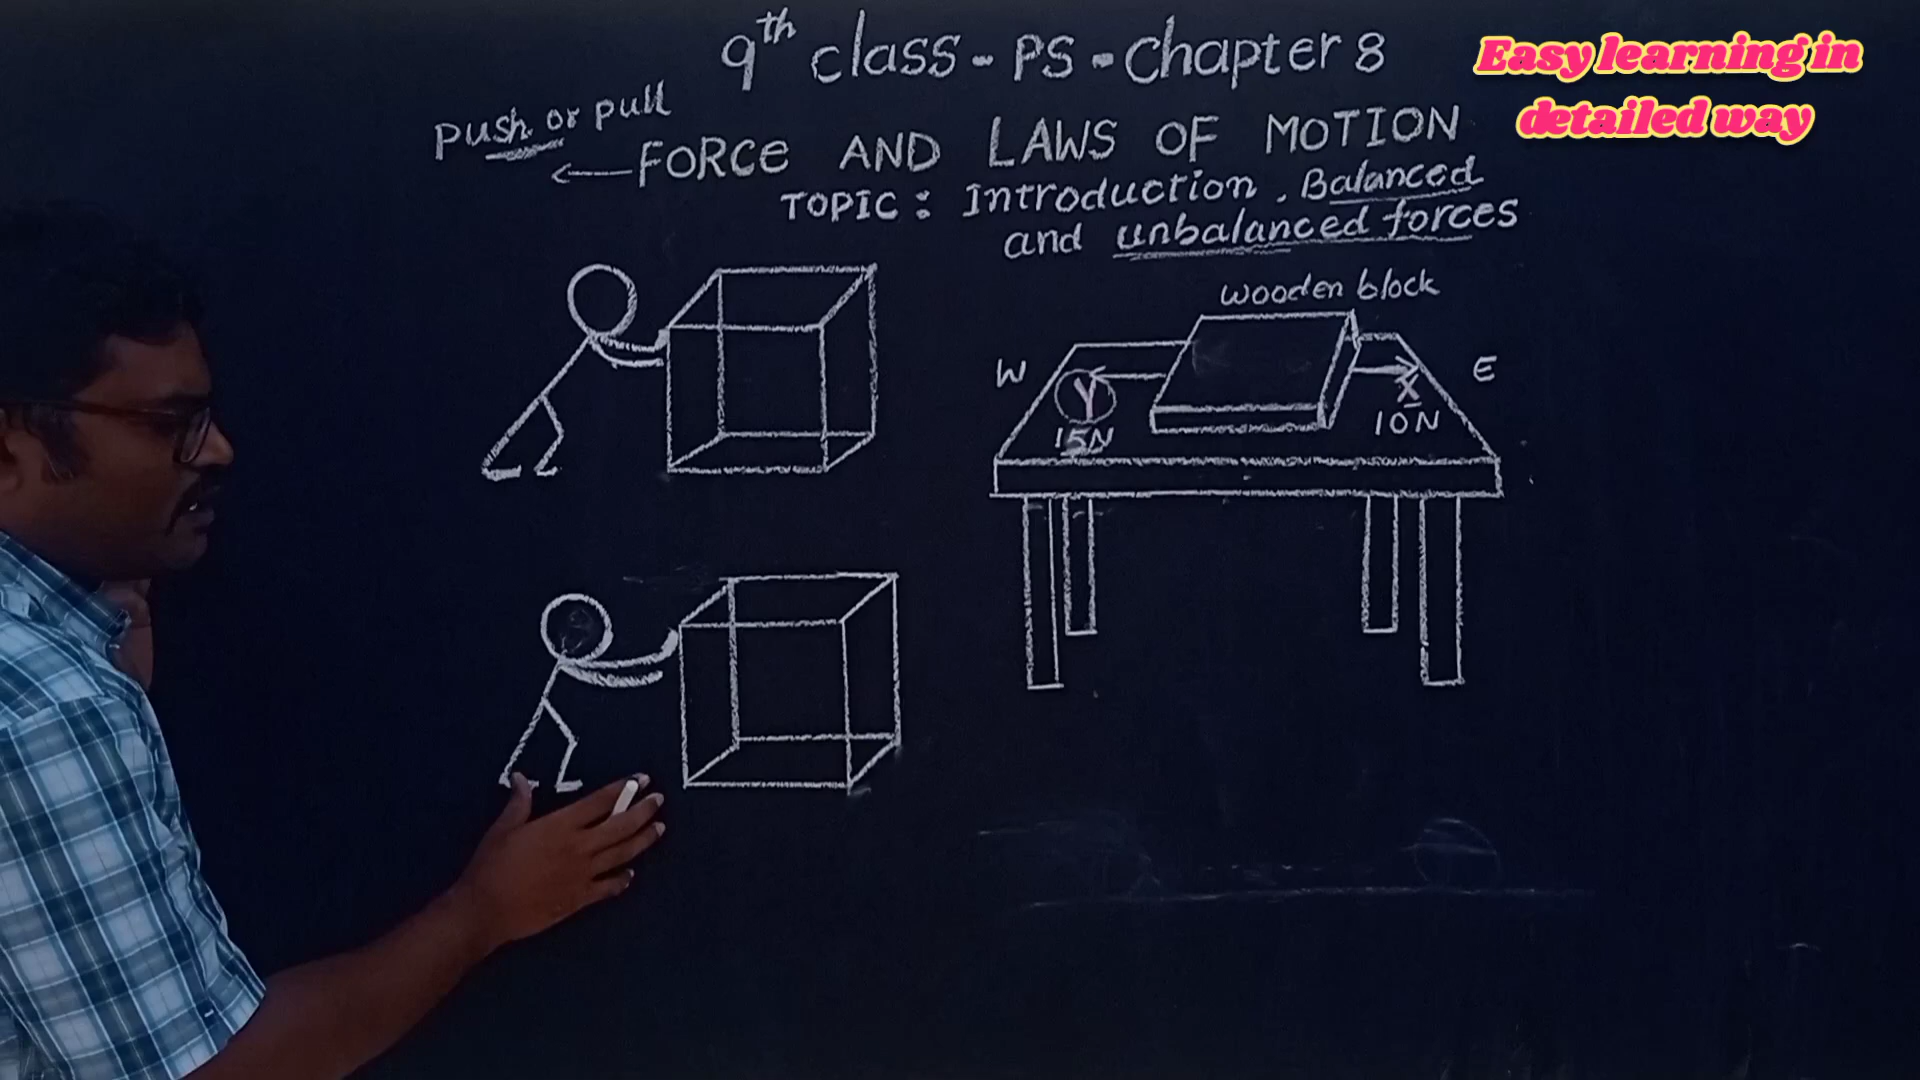 9th class - PS - Chapter 8
Easy learning in
detailed way
Push or pull
FORCE AND LAWS OF MOTION
TOPIC : Introduction . Balanced
and unbalanced forces
wooden block
W
E
Y
X
15N
10N